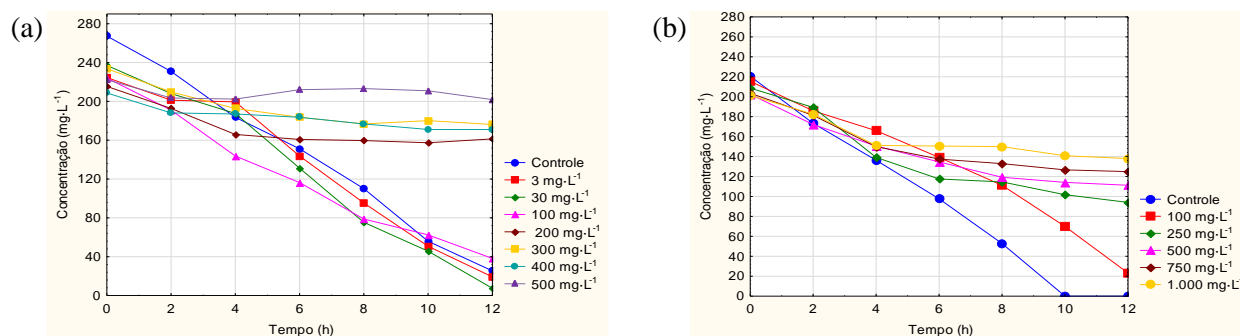 (a)
Concentração (mg·L⁻¹)
280
240
200
160
120
80
40
0
0 2 4 6 8 10 12
Tempo (h)
Controle
3 mg·L⁻¹
30 mg·L⁻¹
100 mg·L⁻¹
200 mg·L⁻¹
300 mg·L⁻¹
400 mg·L⁻¹
500 mg·L⁻¹
(b)
Concentração (mg·L⁻¹)
280
260
240
220
200
180
160
140
120
100
80
60
40
20
0
0 2 4 6 8 10 12
Tempo (h)
Controle
100 mg·L⁻¹
250 mg·L⁻¹
500 mg·L⁻¹
750 mg·L⁻¹
1.000 mg·L⁻